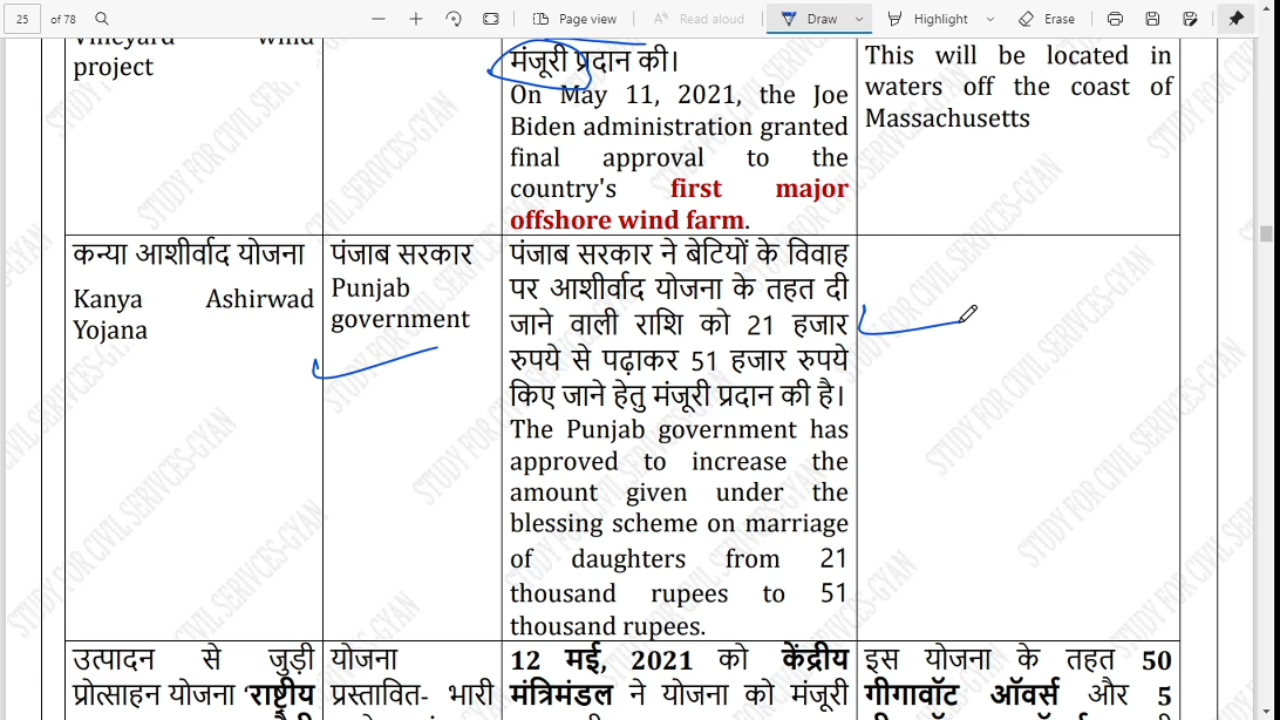 25 of 78 Page view Read aloud Draw Highlight Erase
Vineyard wind
project
मंजूरी प्रदान की।
On May 11, 2021, the Joe
Biden administration granted
final approval to the
country's first major
offshore wind farm.
This will be located in
waters off the coast of
Massachusetts
कन्या आशीर्वाद योजना
Kanya Ashirwad
Yojana
पंजाब सरकार
Punjab
government
पंजाब सरकार ने बेटियों के विवाह
पर आशीर्वाद योजना के तहत दी
जाने वाली राशि को 21 हजार
रुपये से पढ़ाकर 51 हजार रुपये
किए जाने हेतु मंजूरी प्रदान की है।
The Punjab government has
approved to increase the
amount given under the
blessing scheme on marriage
of daughters from 21
thousand rupees to 51
thousand rupees.
उत्पादन से जुड़ी
प्रोत्साहन योजना 'राष्ट्रीय
योजना
प्रस्तावित- भारी
12 मई, 2021 को केंद्रीय
मंत्रिमंडल ने योजना को मंजूरी
इस योजना के तहत 50
गीगावॉट ऑवर्स और 5
STUDY FOR CIVIL SERIVCES-GYAN